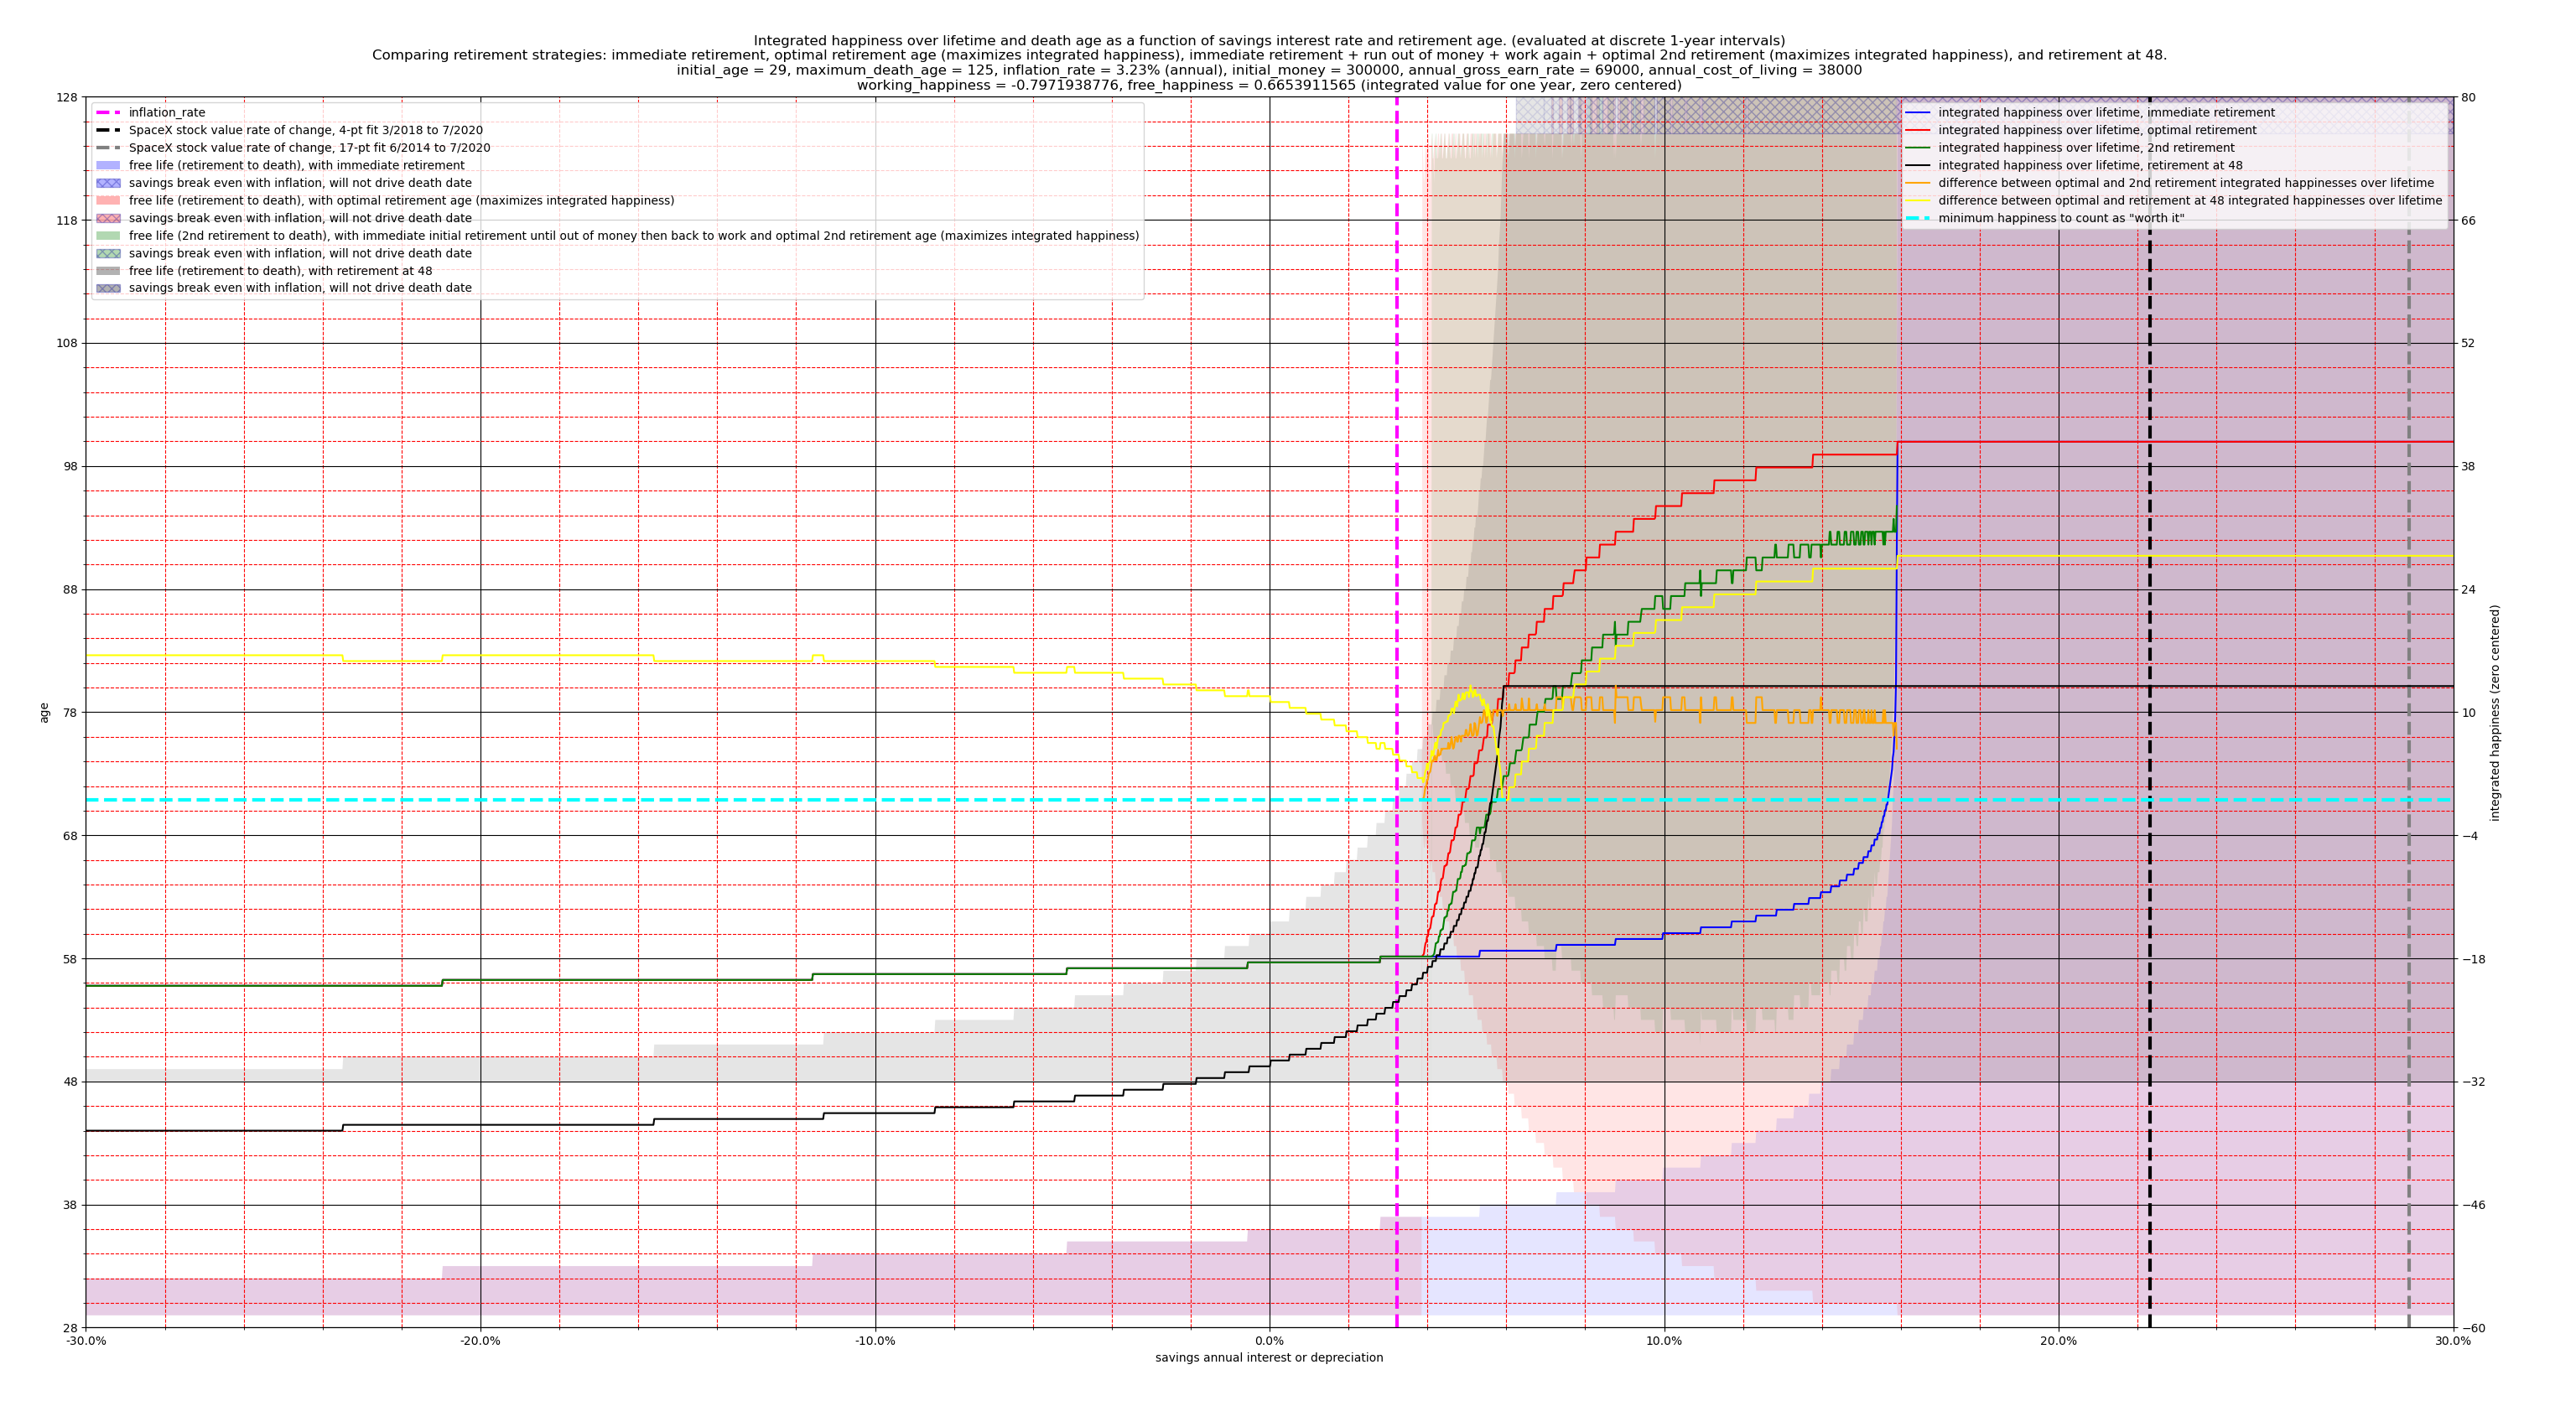 Integrated happiness over lifetime and death age as a function of savings interest rate and retirement age. (evaluated at discrete 1-year intervals)
Comparing retirement strategies: immediate retirement, optimal retirement age (maximizes integrated happiness), immediate retirement + run out of money + work again + optimal 2nd retirement (maximizes integrated happiness), and retirement at 48.
initial_age = 29, maximum_death_age = 125, inflation_rate = 3.23% (annual), initial_money = 300000, annual_gross_earn_rate = 69000, annual_cost_of_living = 38000
working_happiness = -0.7971938776, free_happiness = 0.6653911565 (integrated value for one year, zero centered)
inflation_rate
SpaceX stock value rate of change, 4-pt fit 3/2018 to 7/2020
SpaceX stock value rate of change, 17-pt fit 6/2014 to 7/2020
free life (retirement to death), with immediate retirement
savings break even with inflation, will not drive death date
free life (retirement to death), with optimal retirement age (maximizes integrated happiness)
savings break even with inflation, will not drive death date
free life (2nd retirement to death), with immediate initial retirement until out of money then back to work and optimal 2nd retirement age (maximizes integrated happiness)
savings break even with inflation, will not drive death date
free life (retirement to death), with retirement at 48
savings break even with inflation, will not drive death date
integrated happiness over lifetime, immediate retirement
integrated happiness over lifetime, optimal retirement
integrated happiness over lifetime, 2nd retirement
integrated happiness over lifetime, retirement at 48
difference between optimal and 2nd retirement integrated happinesses over lifetime
difference between optimal and retirement at 48 integrated happinesses over lifetime
minimum happiness to count as "worth it"
128
118
108
98
88
78
68
58
48
38
28
age
80
66
52
38
24
10
−4
−18
−32
−46
−60
integrated happiness (zero centered)
-30.0%
-20.0%
-10.0%
0.0%
10.0%
20.0%
30.0%
savings annual interest or depreciation